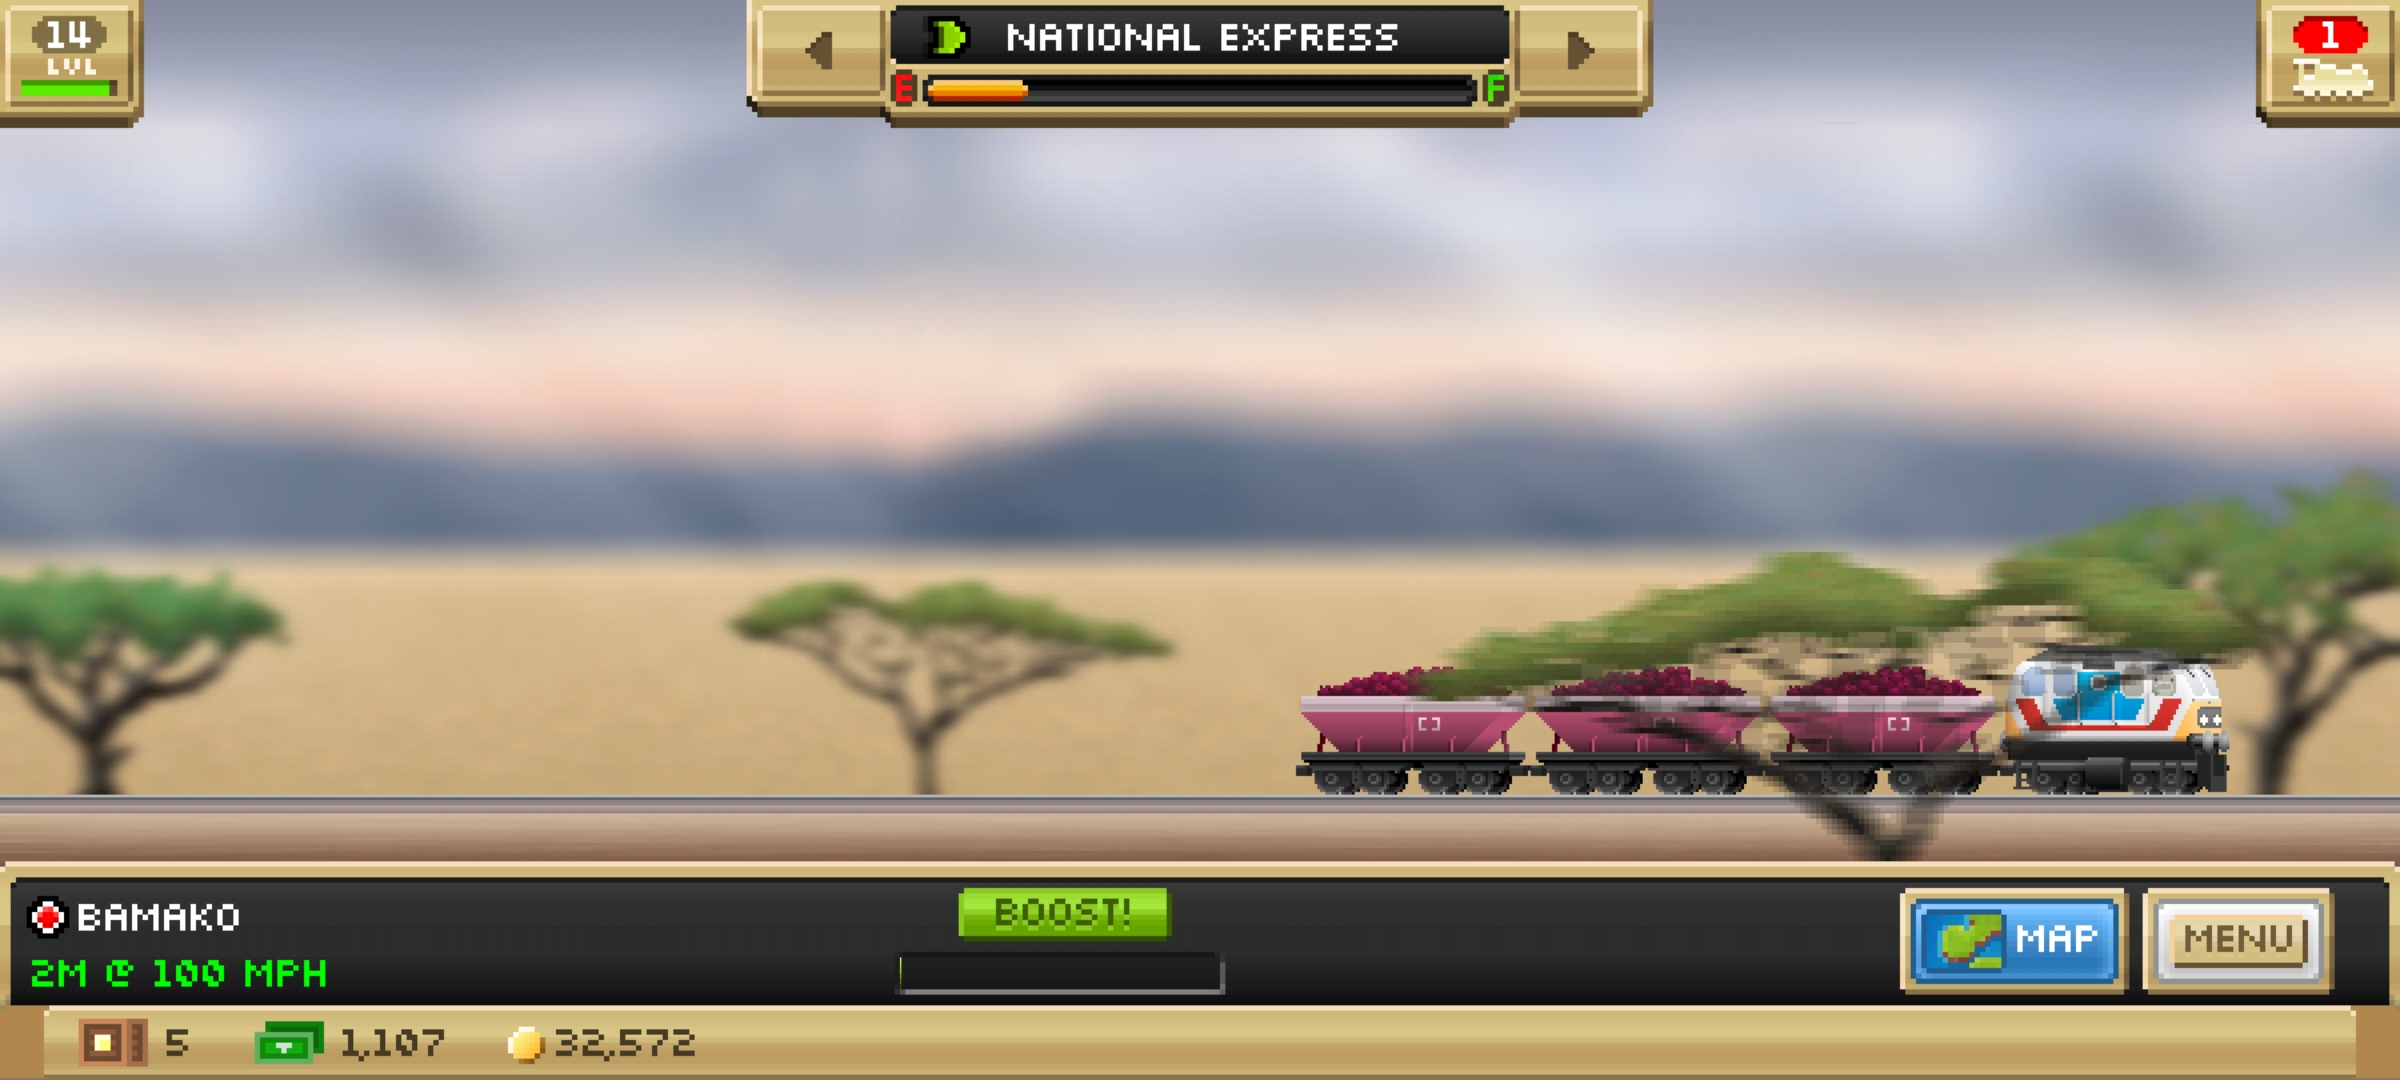 14
LVL
NATIONAL EXPRESS
E F
1
BAMAKO
2M @ 100 MPH
BOOST!
MAP
MENU
5 1,107 32,572